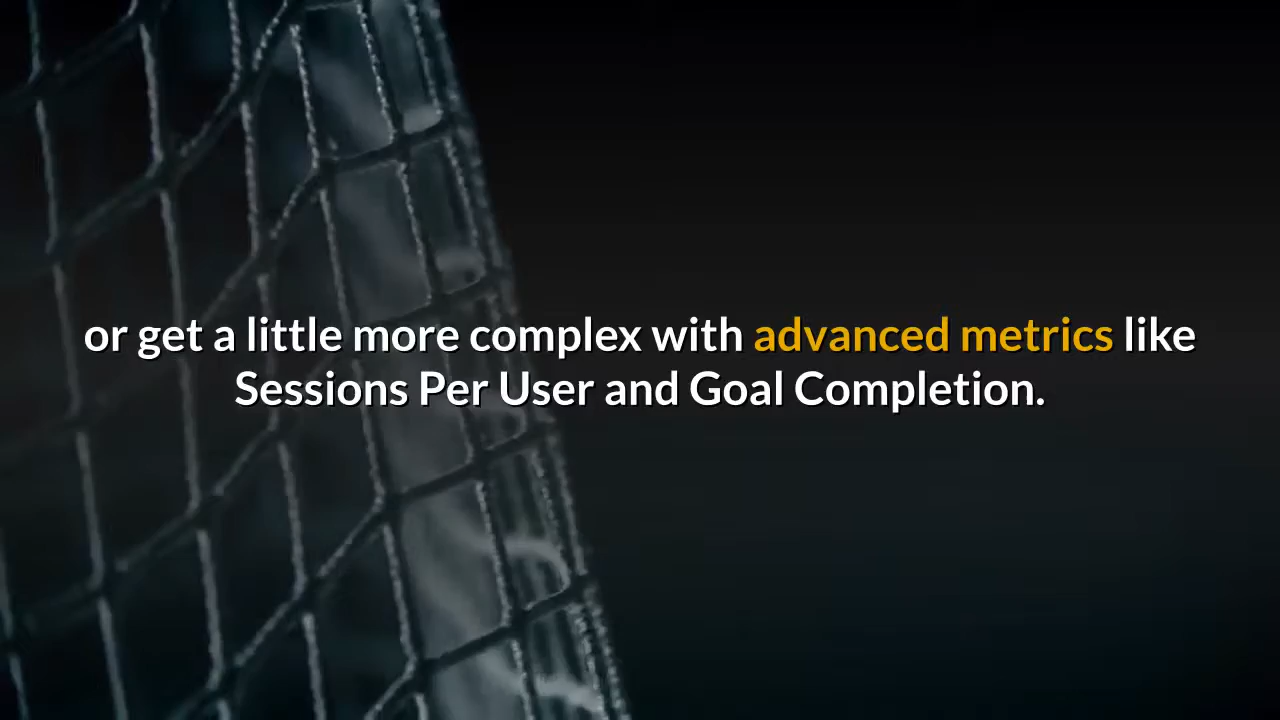 or get a little more complex with advanced metrics like
Sessions Per User and Goal Completion.